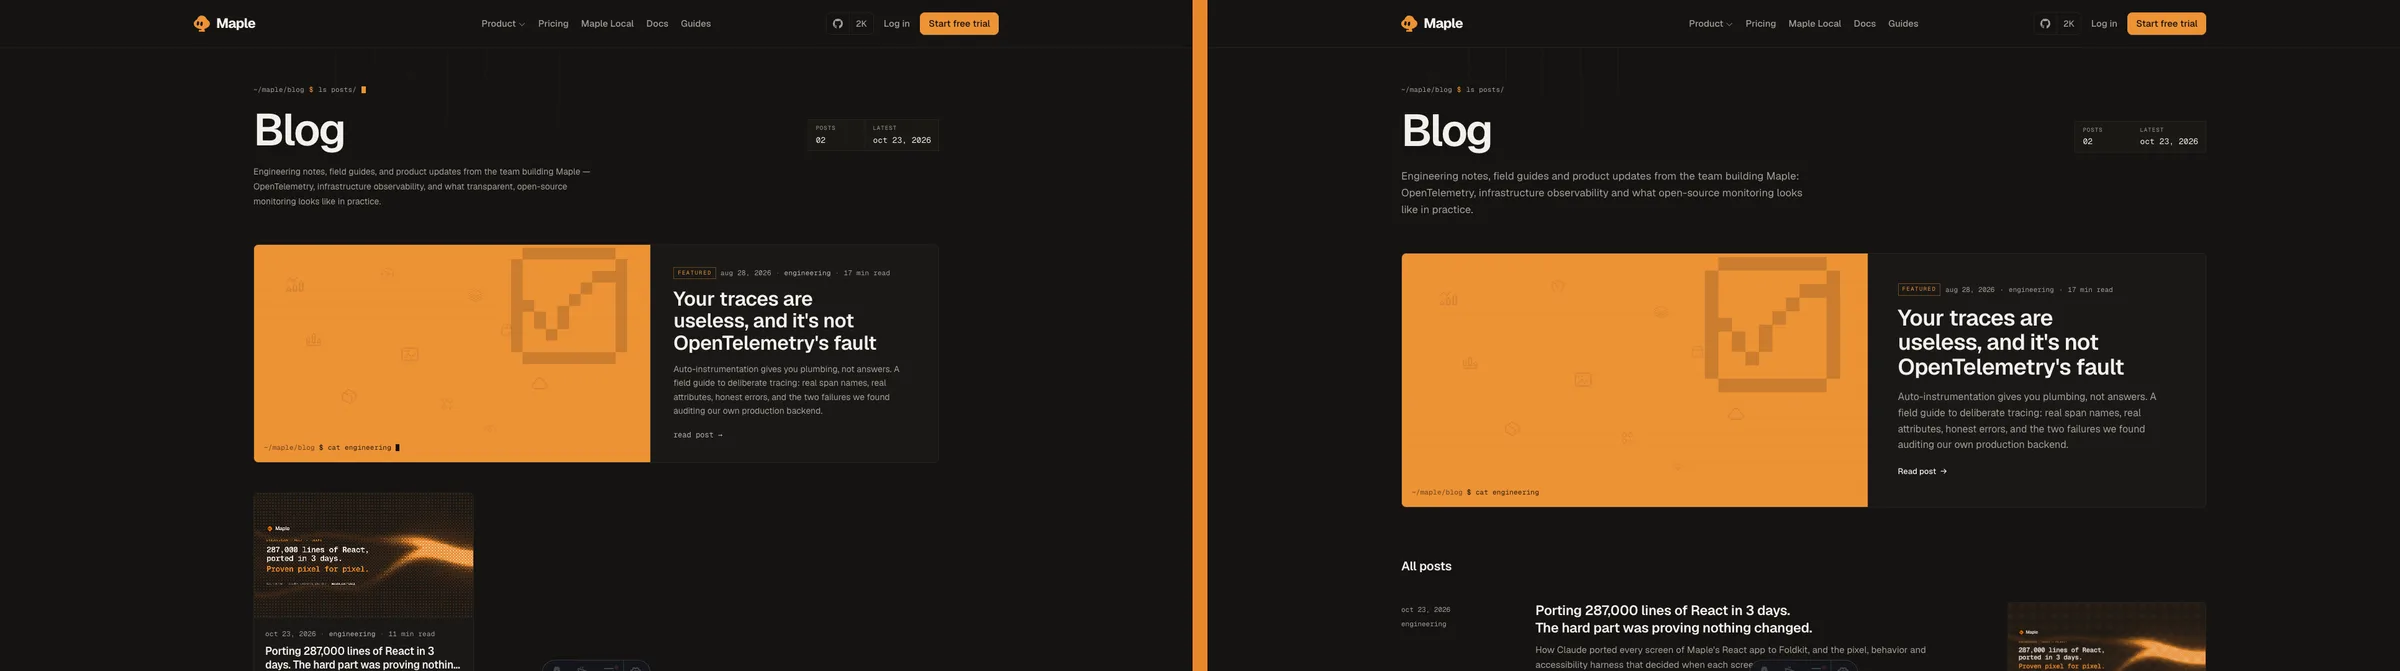 Maple
Product
Pricing
Maple Local
Docs
Guides
2K
Log in
Start free trial
~/maple/blog $ ls posts/
Blog
POSTS
02
LATEST
oct 23, 2026
Engineering notes, field guides, and product updates from the team building Maple —
OpenTelemetry, infrastructure observability, and what transparent, open-source
monitoring looks like in practice.
~/maple/blog $ cat engineering
FEATURED aug 28, 2026 · engineering · 17 min read
Your traces are
useless, and it's not
OpenTelemetry's fault
Auto-instrumentation gives you plumbing, not answers. A
field guide to deliberate tracing: real span names, real
attributes, honest errors, and the two failures we found
auditing our own production backend.
read post →
Maple
287,000 lines of React,
ported in 3 days.
Proven pixel for pixel.
oct 23, 2026 · engineering · 11 min read
Porting 287,000 lines of React in 3
days. The hard part was proving nothin...
Maple
Product
Pricing
Maple Local
Docs
Guides
2K
Log in
Start free trial
~/maple/blog $ ls posts/
Blog
POSTS
02
LATEST
oct 23, 2026
Engineering notes, field guides and product updates from the team building Maple:
OpenTelemetry, infrastructure observability and what open-source monitoring looks
like in practice.
~/maple/blog $ cat engineering
FEATURED aug 28, 2026 · engineering · 17 min read
Your traces are
useless, and it's not
OpenTelemetry's fault
Auto-instrumentation gives you plumbing, not answers. A
field guide to deliberate tracing: real span names, real
attributes, honest errors, and the two failures we found
auditing our own production backend.
Read post →
All posts
oct 23, 2026
engineering
Porting 287,000 lines of React in 3 days.
The hard part was proving nothing changed.
How Claude ported every screen of Maple's React app to Foldkit, and the pixel, behavior and
accessibility harness that decided when each
Maple
287,000 lines of React,
ported in 3 days.
Proven pixel for pixel.